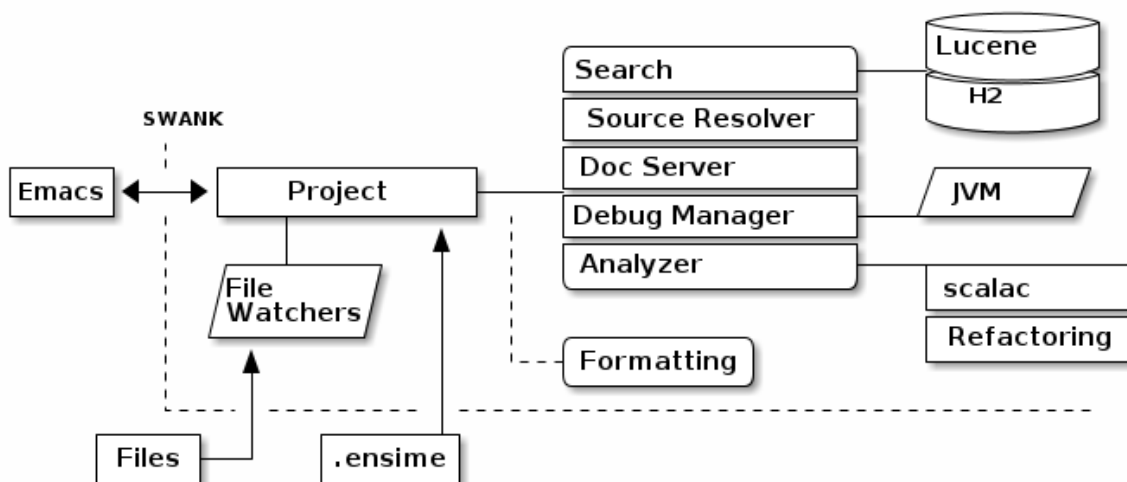 Lucene
Search
H2
SWANK
Source Resolver
Doc Server
Emacs
Project
JVM
Debug Manager
Analyzer
File
Watchers
scalac
Refactoring
Formatting
Files
.ensime